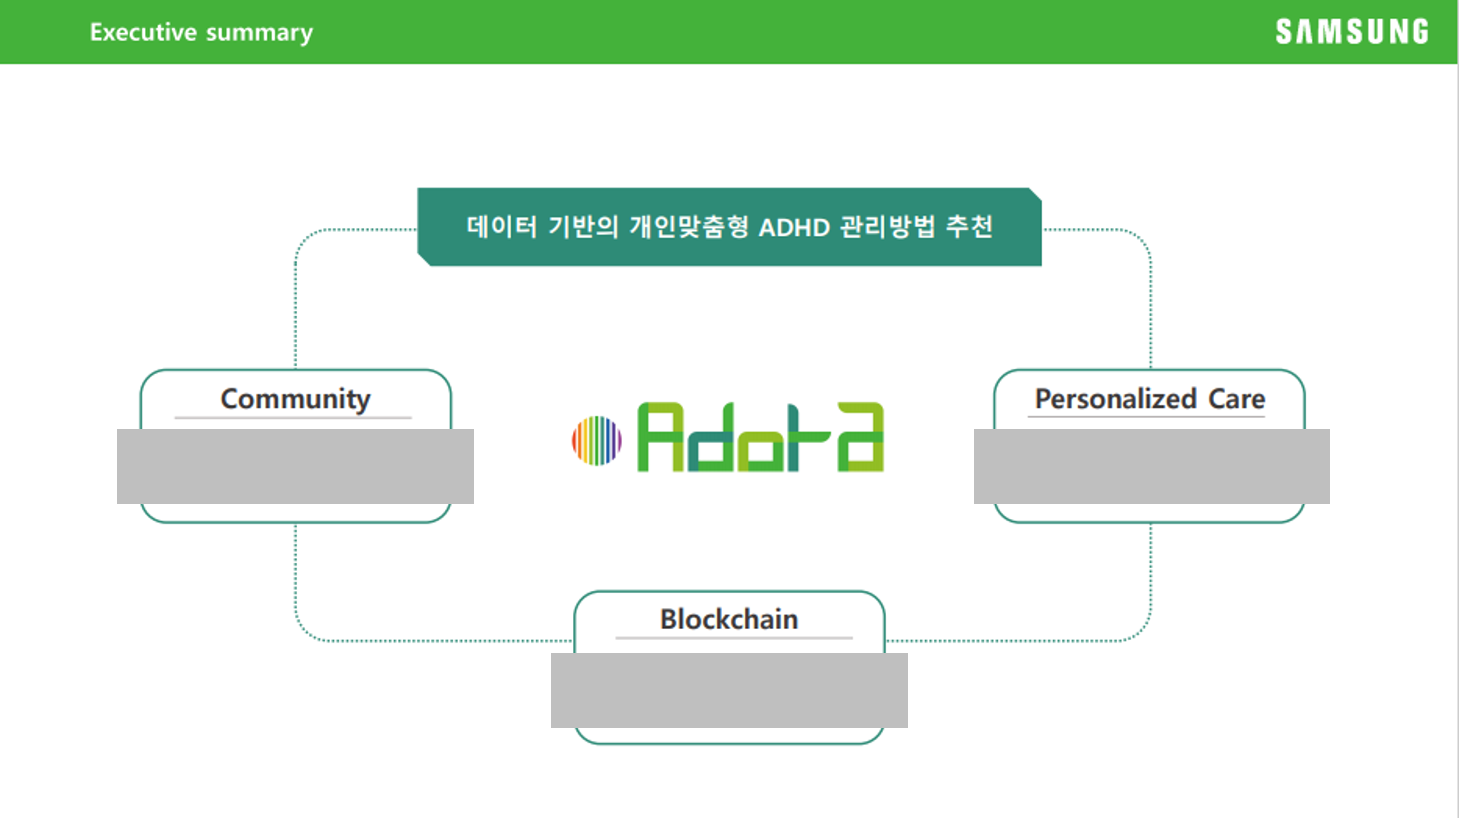 Executive summary
SAMSUNG
데이터 기반의 개인맞춤형 ADHD 관리방법 추천
Community
Personalized Care
Adota
Blockchain